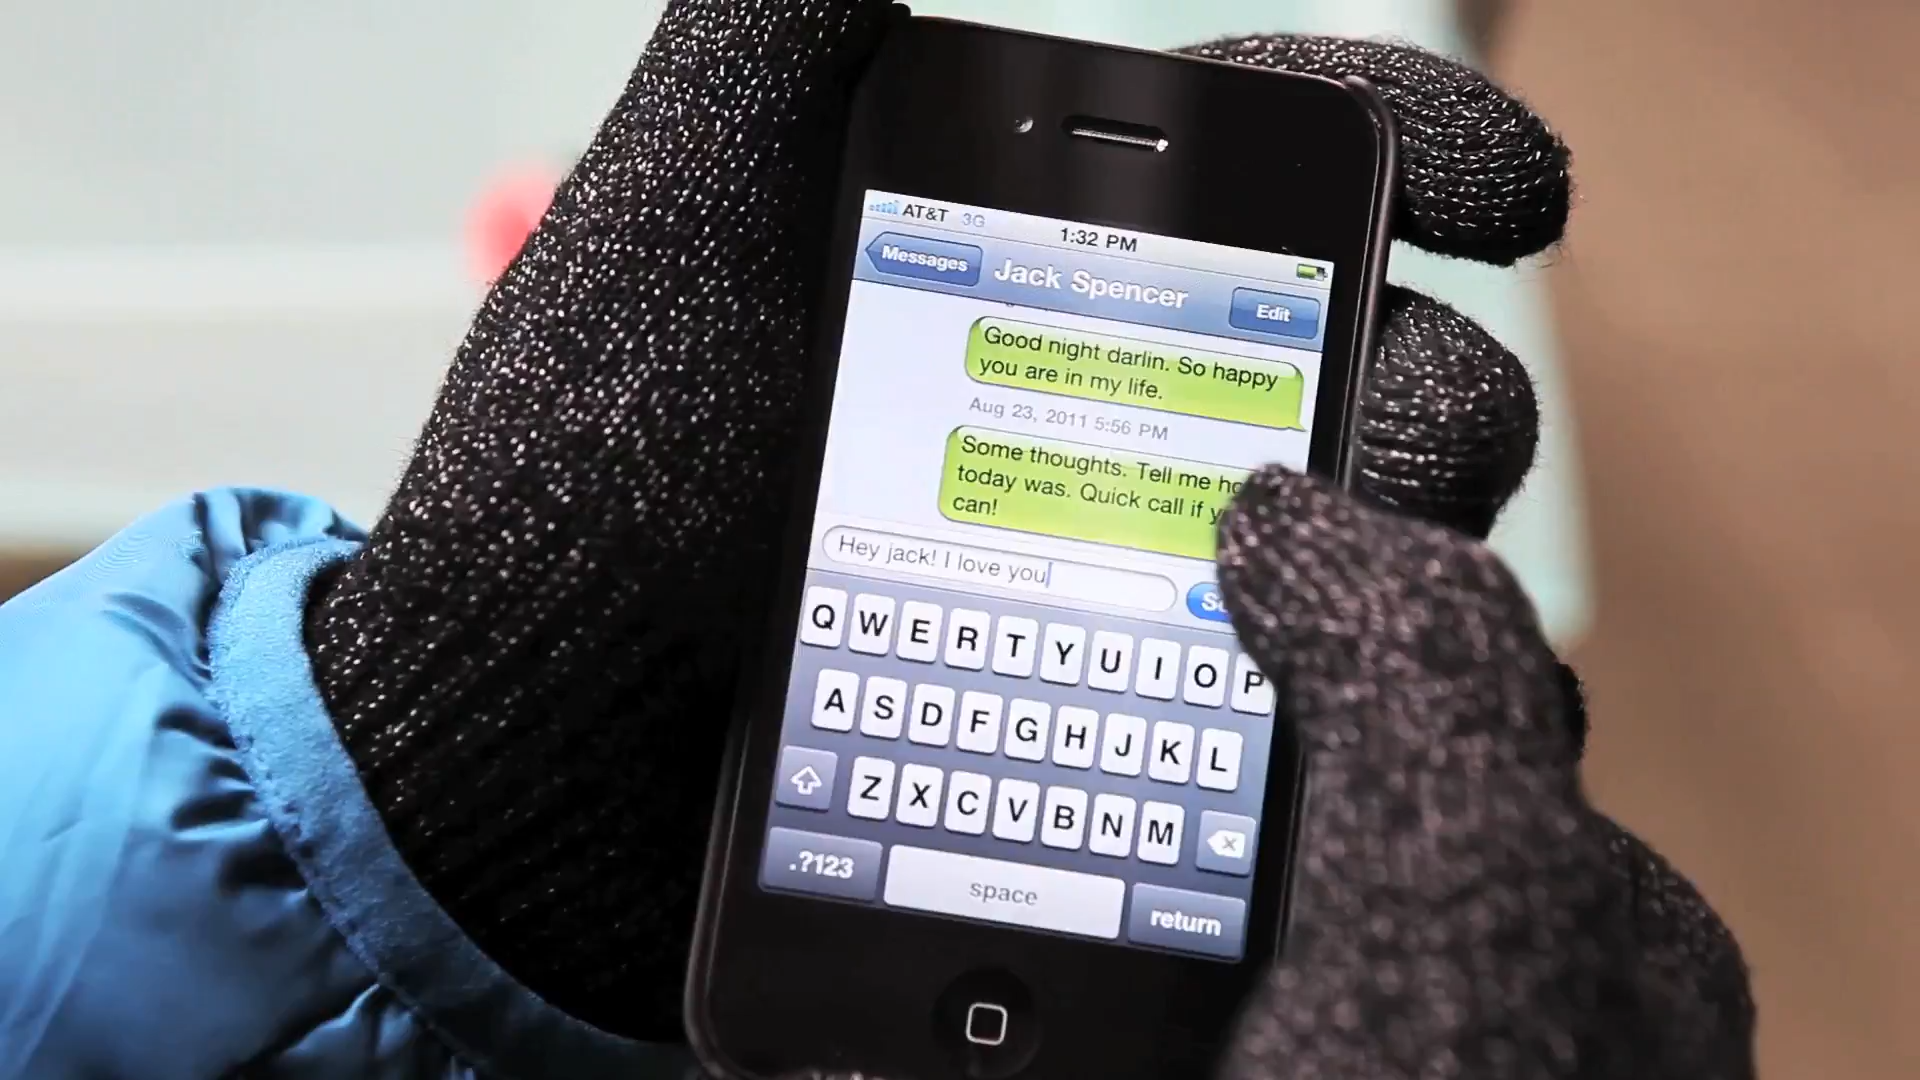 AT&T 3G 1:32 PM
Messages Jack Spencer Edit
Good night darlin. So happy
you are in my life.
Aug 23, 2011 5:56 PM
Some thoughts. Tell me
today was. Quick call if
can!
Hey jack! I love you
Q W E R T Y U I O P
A S D F G H J K L
Z X C V B N M
.?123 space return